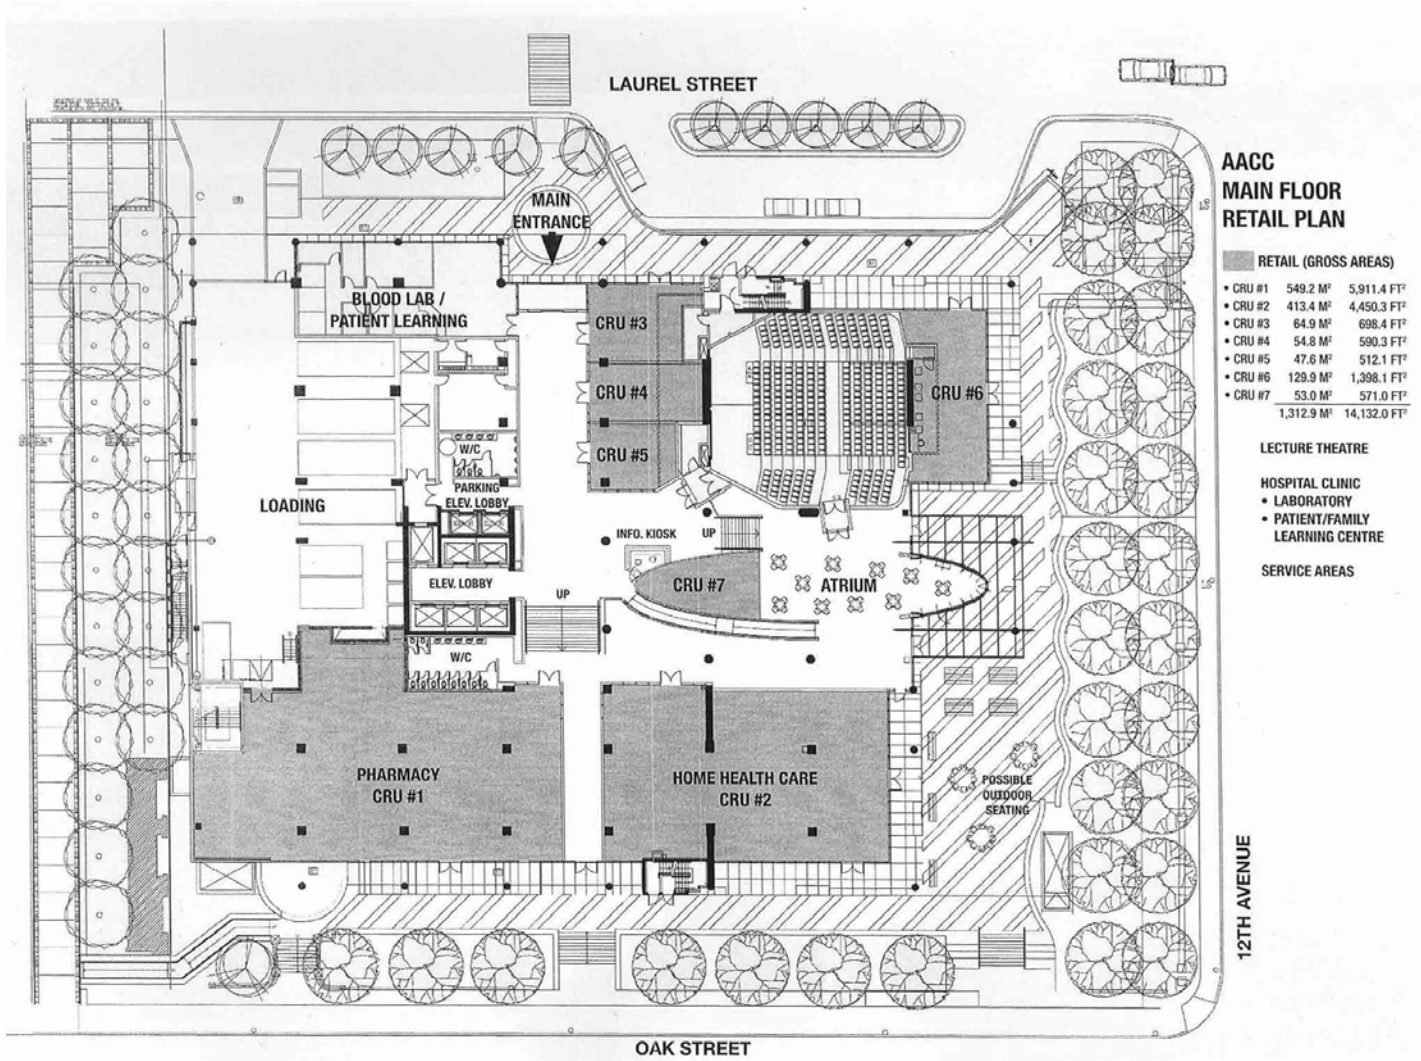 LAUREL STREET
AACC
MAIN FLOOR
RETAIL PLAN
RETAIL (GROSS AREAS)
• CRU #1 549.2 M² 5,911.4 FT²
• CRU #2 413.4 M² 4,450.3 FT²
• CRU #3 64.9 M² 698.4 FT²
• CRU #4 54.8 M² 590.3 FT²
• CRU #5 47.6 M² 512.1 FT²
• CRU #6 129.9 M² 1,398.1 FT²
• CRU #7 53.0 M² 571.0 FT²
1,312.9 M² 14,132.0 FT²
LECTURE THEATRE
HOSPITAL CLINIC
• LABORATORY
• PATIENT/FAMILY
LEARNING CENTRE
SERVICE AREAS
MAIN
ENTRANCE
BLOOD LAB /
PATIENT LEARNING
CRU #3
CRU #4
CRU #5
CRU #6
W/C
PARKING
ELEV. LOBBY
LOADING
INFO. KIOSK
UP
ELEV. LOBBY
UP
CRU #7
ATRIUM
W/C
PHARMACY
CRU #1
HOME HEALTH CARE
CRU #2
POSSIBLE
OUTDOOR
SEATING
12TH AVENUE
OAK STREET